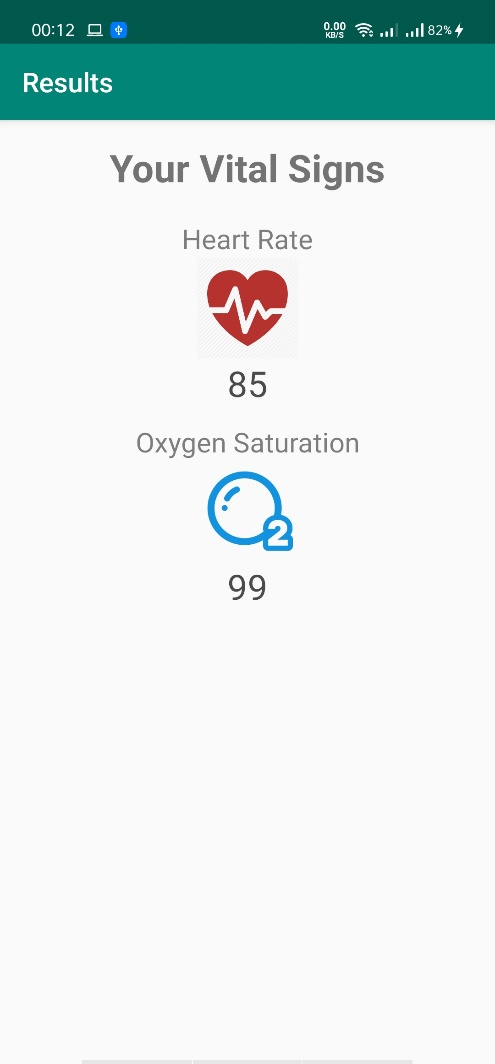 00:12 0.00 KB/S 82%
Results
Your Vital Signs
Heart Rate
85
Oxygen Saturation
2
99